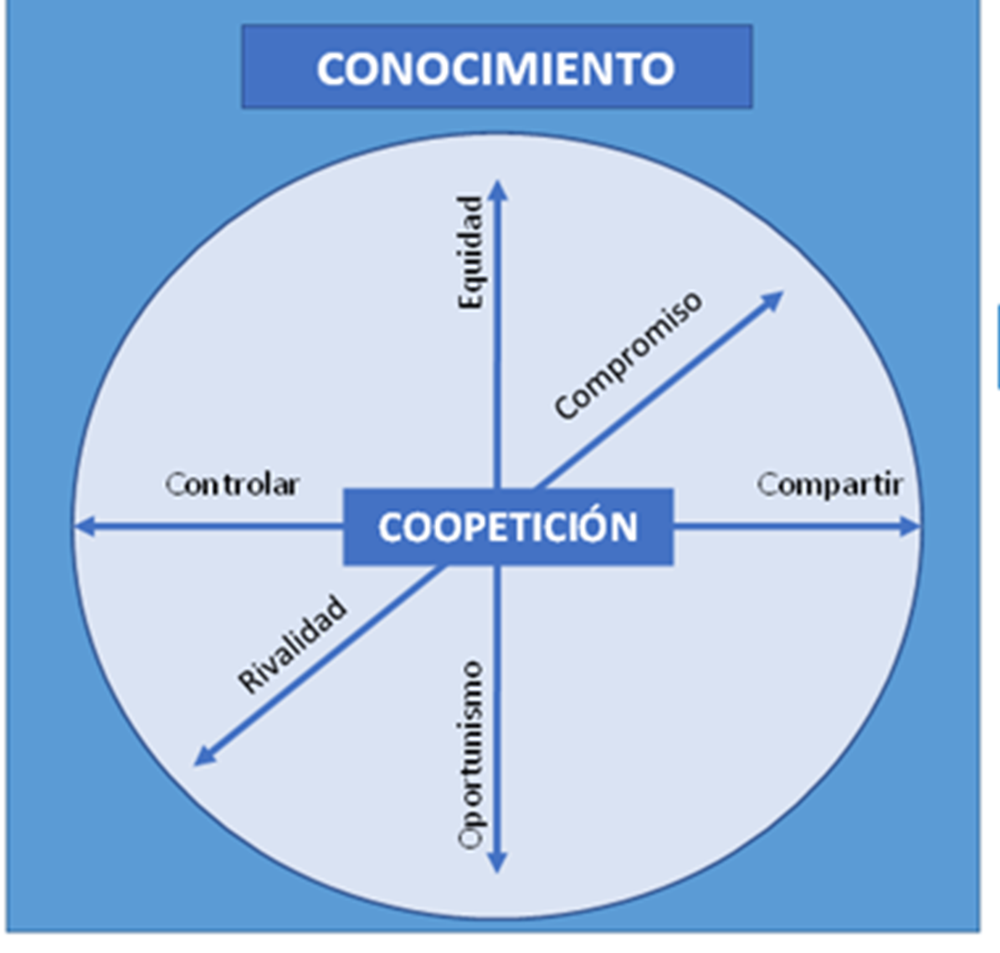 CONOCIMIENTO
Equidad
Compromiso
Controlar
Compartir
COOPETICIÓN
Rivalidad
Oportunismo